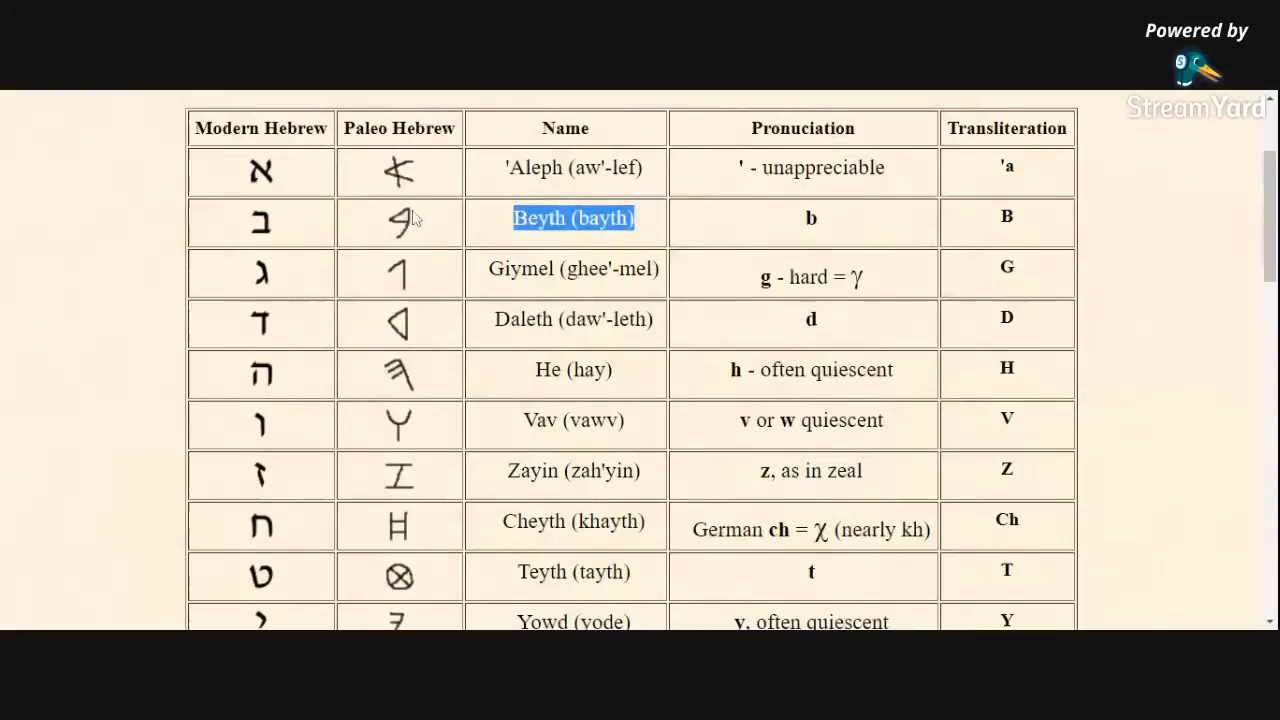 Powered by
StreamYard
Modern Hebrew Paleo Hebrew Name Pronuciation Transliteration
א 𐤀 'Aleph (aw'-lef) ' - unappreciable 'a
ב 𐤁 Beyth (bayth) b B
ג 𐤂 Giymel (ghee'-mel) g - hard = γ G
ד 𐤃 Daleth (daw'-leth) d D
ה 𐤄 He (hay) h - often quiescent H
ו 𐤅 Vav (vawv) v or w quiescent V
ז 𐤆 Zayin (zah'yin) z, as in zeal Z
ח 𐤇 Cheyth (khayth) German ch = χ (nearly kh) Ch
ט 𐤈 Teyth (tayth) t T
י 𐤉 Yowd (yode) y, often quiescent Y